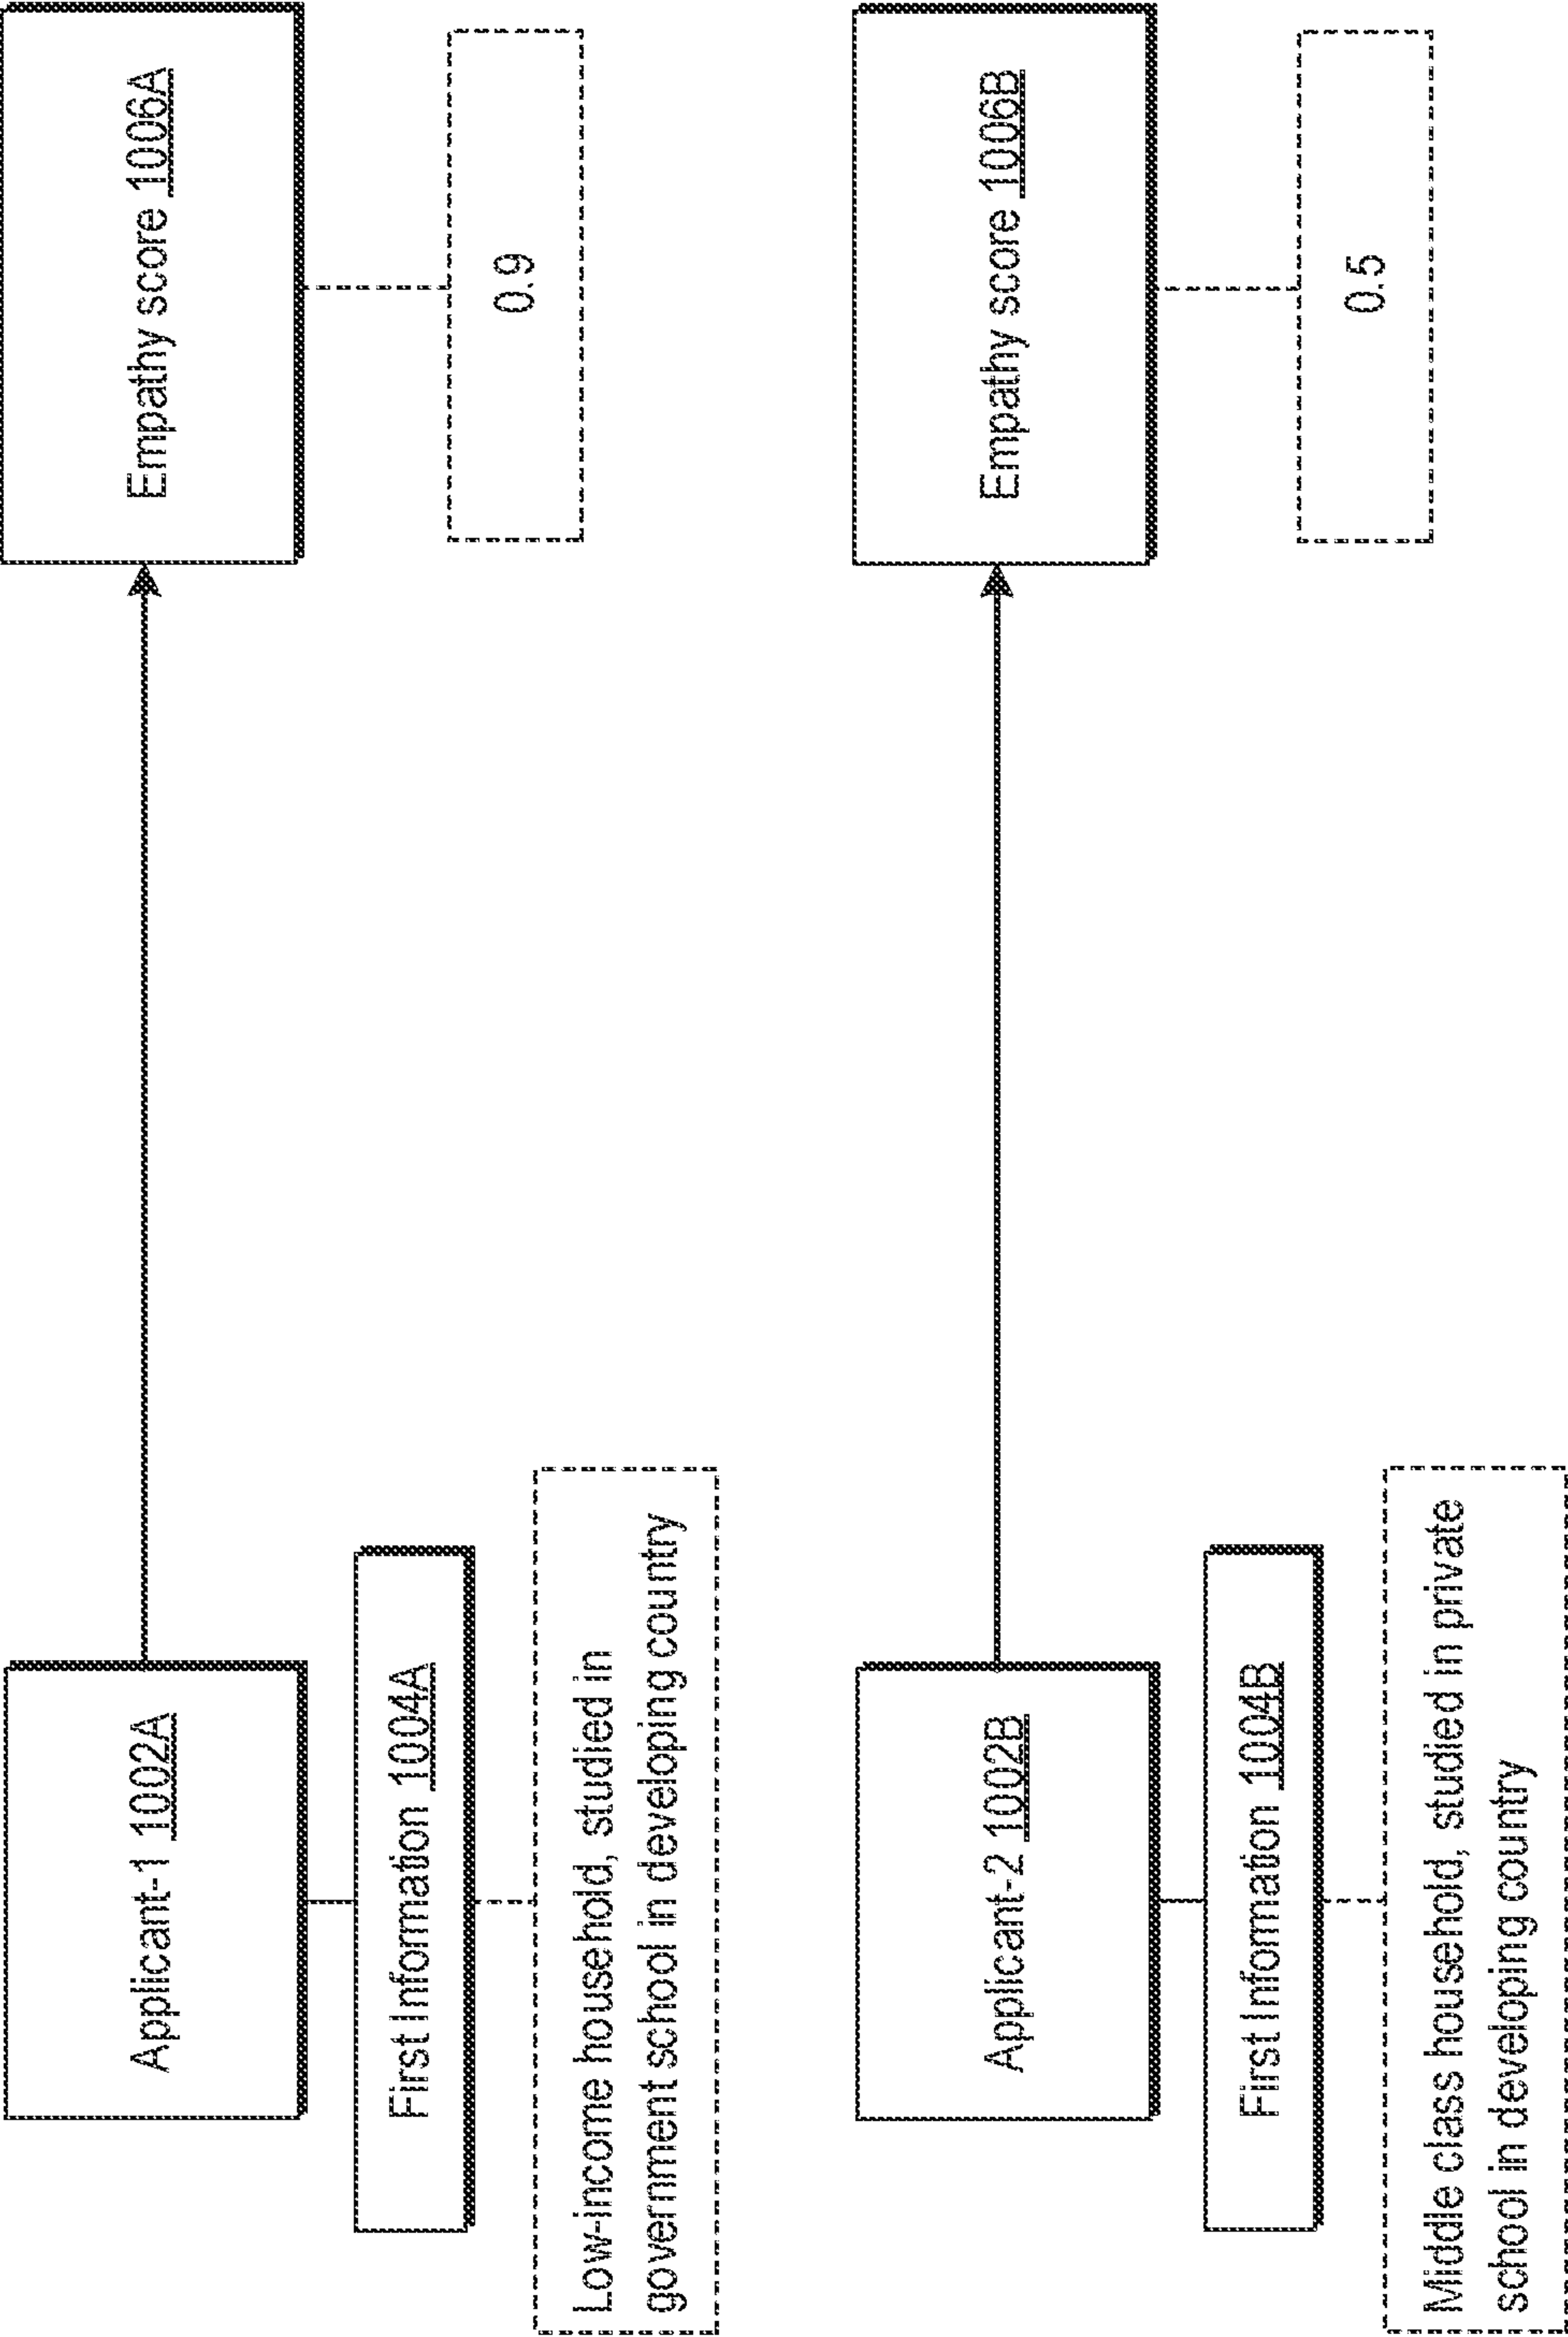 Applicant-1 1002A
First Information 1004A
Low-income household, studied in
government school in developing country
Empathy score 1006A
0.9
Applicant-2 1002B
First Information 1004B
Middle class household, studied in private
school in developing country
Empathy score 1006B
0.5